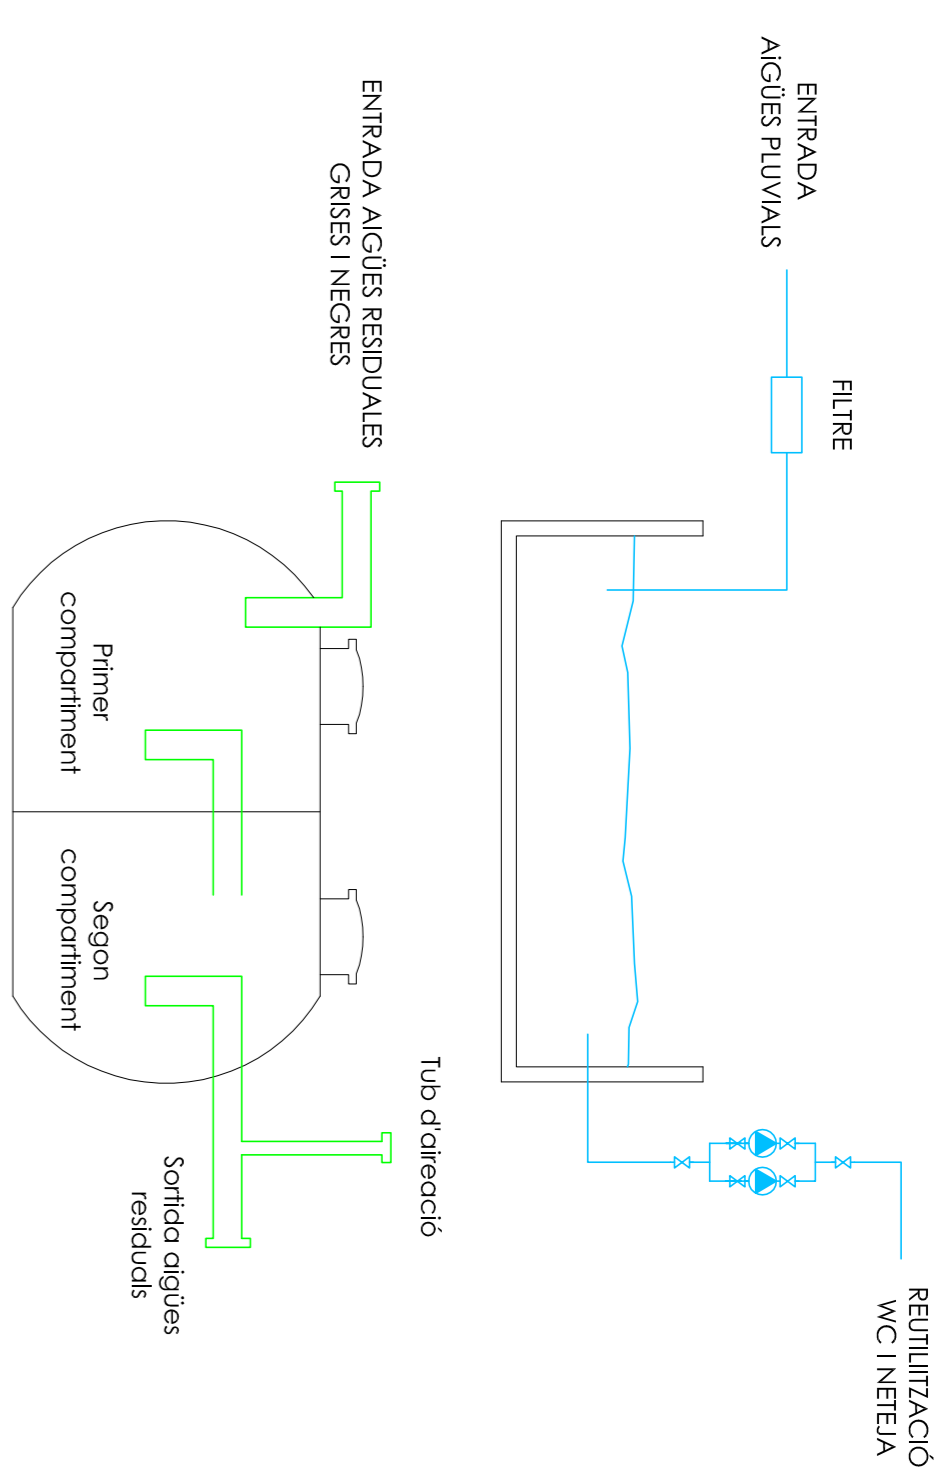 ENTRADA
AiGÜES PLUVIALS
FILTRE
REUTILIITZACIÓ
WC I NETEJA
ENTRADA AIGÜES RESIDUALES
GRISES I NEGRES
Tub d'aireació
Primer
compartiment
Segon
compartiment
Sortida aigües
residuals